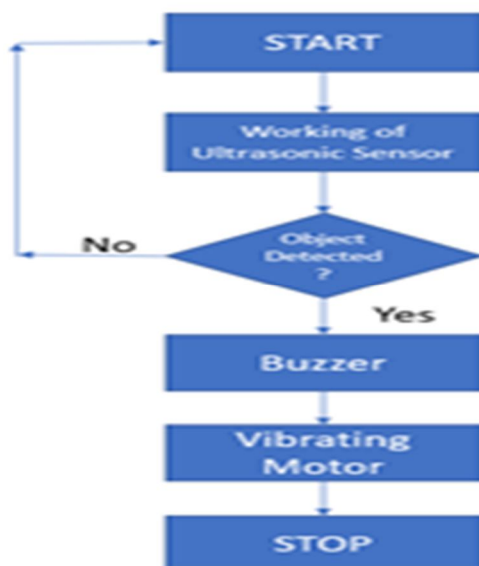 START
Working of
Ultrasonic Sensor
Object
Detected
?
No
Yes
Buzzer
Vibrating
Motor
STOP